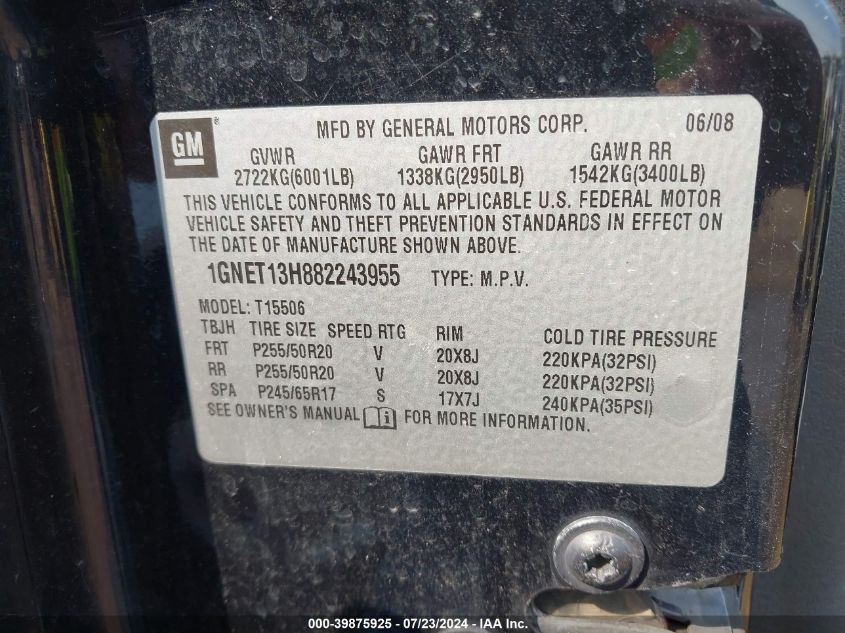 GM ® MFD BY GENERAL MOTORS CORP. 06/08
GVWR GAWR FRT GAWR RR
2722KG(6001LB) 1338KG(2950LB) 1542KG(3400LB)
THIS VEHICLE CONFORMS TO ALL APPLICABLE U.S. FEDERAL MOTOR
VEHICLE SAFETY AND THEFT PREVENTION STANDARDS IN EFFECT ON
THE DATE OF MANUFACTURE SHOWN ABOVE.
1GNET13H882243955 TYPE: M.P.V.
MODEL: T15506
TBJH TIRE SIZE SPEED RTG RIM COLD TIRE PRESSURE
FRT P255/50R20 V 20X8J 220KPA(32PSI)
RR P255/50R20 V 20X8J 220KPA(32PSI)
SPA P245/65R17 S 17X7J 240KPA(35PSI)
SEE OWNER'S MANUAL i FOR MORE INFORMATION.
000-39875925 - 07/23/2024 - IAA Inc.